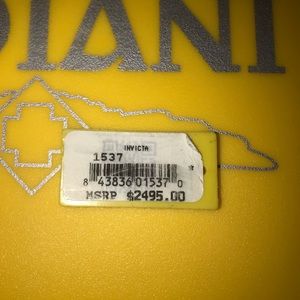 DIANI
INVICTA
1537
8 43836 01537 0
MSRP $2495.00